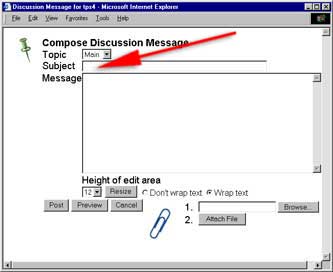 Discussion Message for tpx4 - Microsoft Internet Explorer
File Edit View Favorites Tools Help
Compose Discussion Message
Topic Main
Subject
Message
Height of edit area
12 Resize Don't wrap text Wrap text
Post Preview Cancel
1. Browse...
2. Attach File